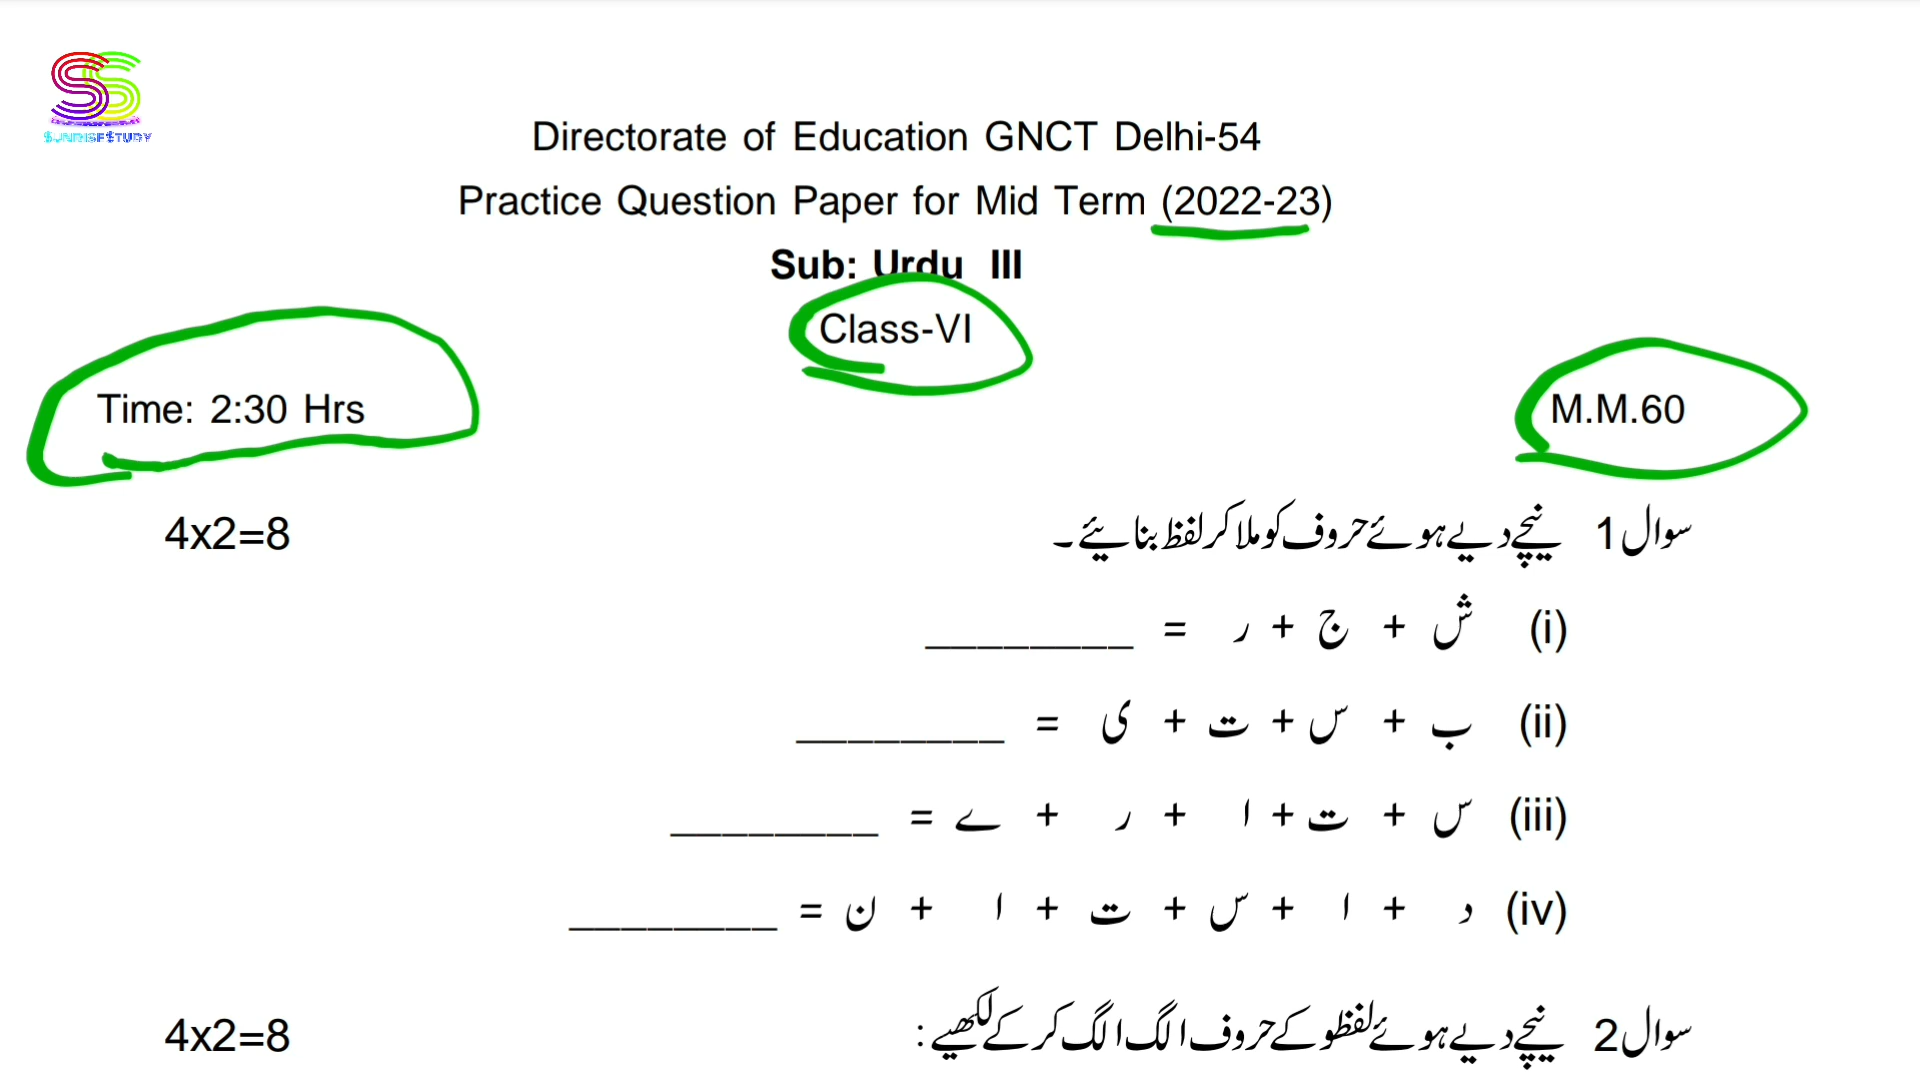 SUNRISESTUDY
Directorate of Education GNCT Delhi-54
Practice Question Paper for Mid Term (2022-23)
Sub: Urdu III
Class-VI
Time: 2:30 Hrs
M.M.60
سوال 1 نیچے دیے ہوئے حروف کو ملا کر لفظ بنایئے۔ 4x2=8
(i) ش + ج + ر = ________
(ii) ب + س + ت + ی = ________
(iii) س + ت + ا + ر + ے = ________
(iv) د + ا + س + ت + ا + ن = ________
سوال 2 نیچے دیے ہوئے لفظو کے حروف الگ الگ کر کے لکھیے : 4x2=8